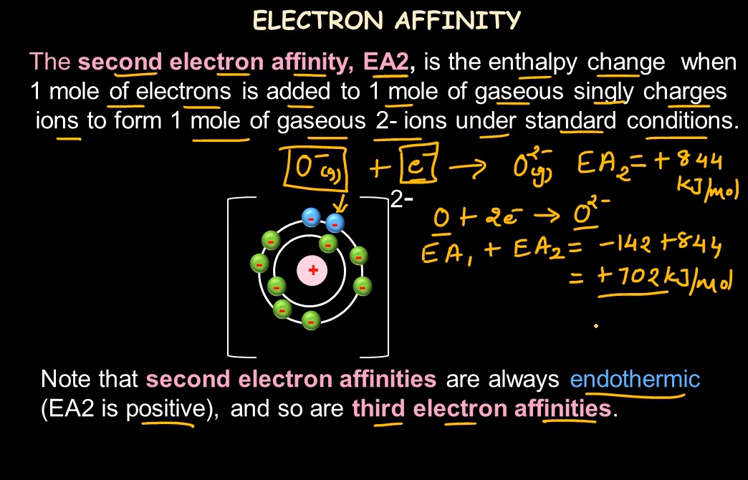 ELECTRON AFFINITY
The second electron affinity, EA2, is the enthalpy change when
1 mole of electrons is added to 1 mole of gaseous singly charges
ions to form 1 mole of gaseous 2- ions under standard conditions.
O⁻(g) + e⁻ → O²⁻(g) EA₂ = +844 kJ/mol
2-
O + 2e⁻ → O²⁻
EA₁ + EA₂ = -142 + 844
= +702 kJ/mol
+
- - - - - - - - - -
Note that second electron affinities are always endothermic
(EA2 is positive), and so are third electron affinities.